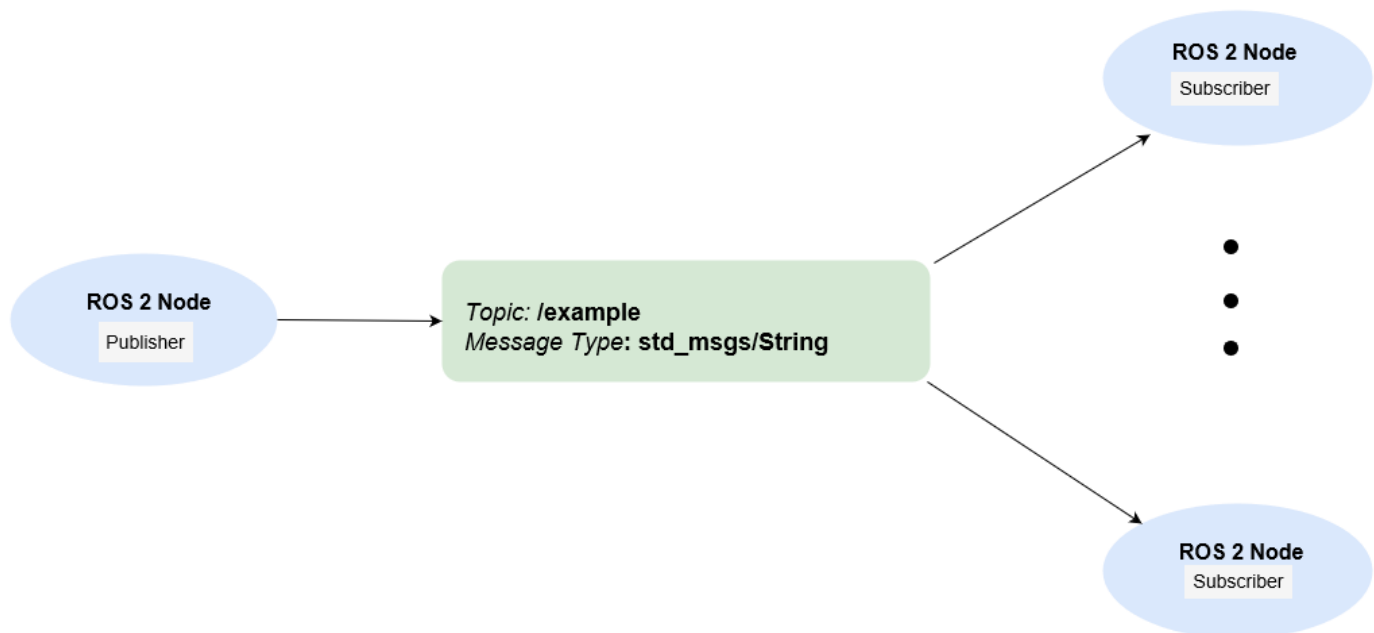 ROS 2 Node
Subscriber
ROS 2 Node
Publisher
Topic: /example
Message Type: std_msgs/String
ROS 2 Node
Subscriber